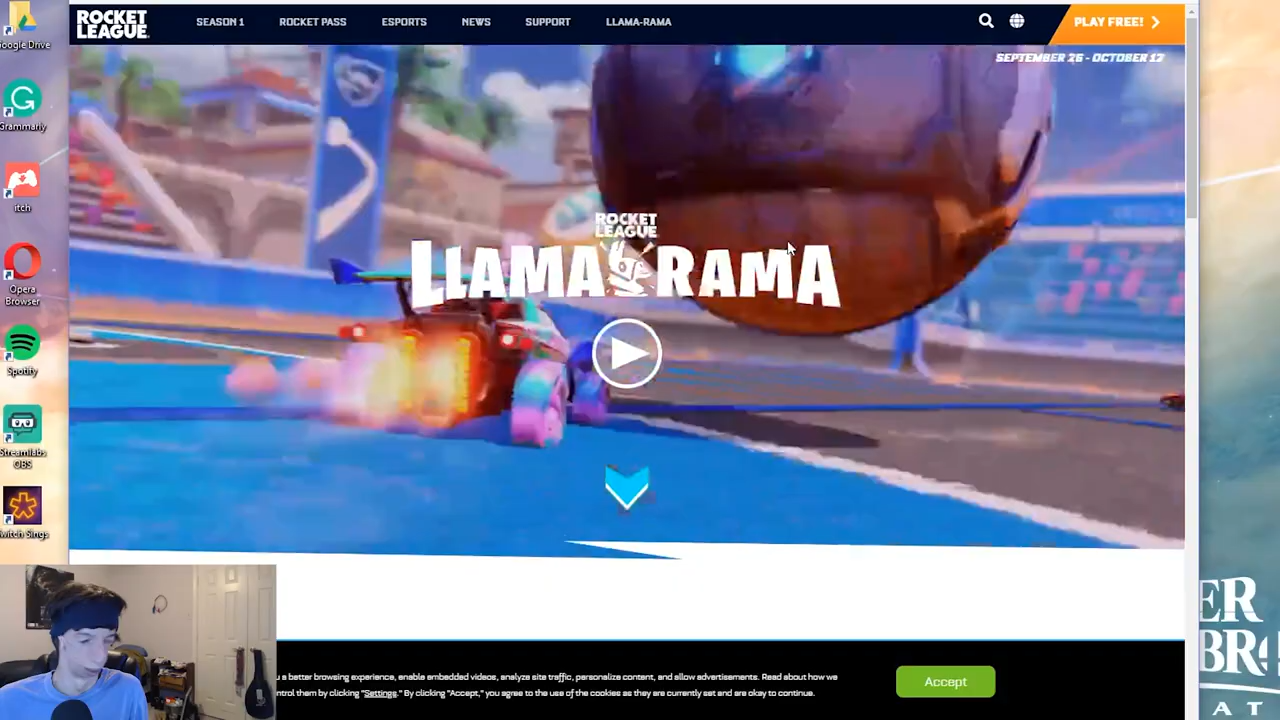 ROCKET LEAGUE
SEASON 1
ROCKET PASS
ESPORTS
NEWS
SUPPORT
LLAMA-RAMA
PLAY FREE!
SEPTEMBER 26 - OCTOBER 12
Google Drive
Grammarly
itch
Opera
Browser
Spotify
Streamlabs
OBS
Twitch Sings
ROCKET
LEAGUE
LLAMA RAMA
u a better browsing experience, enable embedded videos, analyze site traffic, personalize content, and allow advertisements. Read about how we
ntrol them by clicking "Settings." By clicking "Accept," you agree to the use of the cookies as they are currently set and are okay to continue.
Accept
ER
BR
AT